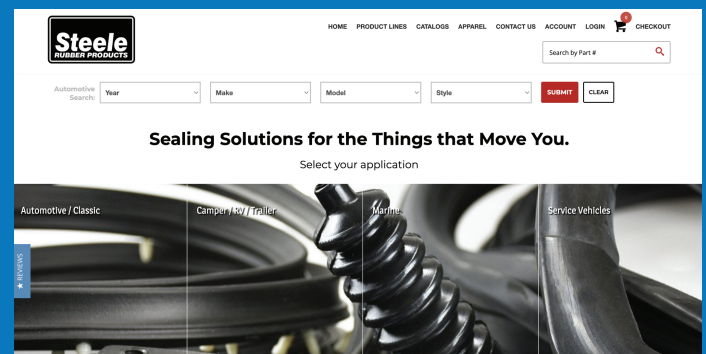 Steele
RUBBER PRODUCTS
HOME PRODUCT LINES CATALOGS APPAREL CONTACT US ACCOUNT LOGIN 0 CHECKOUT
Search by Part #
Automotive
Search:
Year Make Model Style SUBMIT CLEAR
Sealing Solutions for the Things that Move You.
Select your application
Automotive / Classic Camper / RV / Trailer Marine Service Vehicles
★ REVIEWS